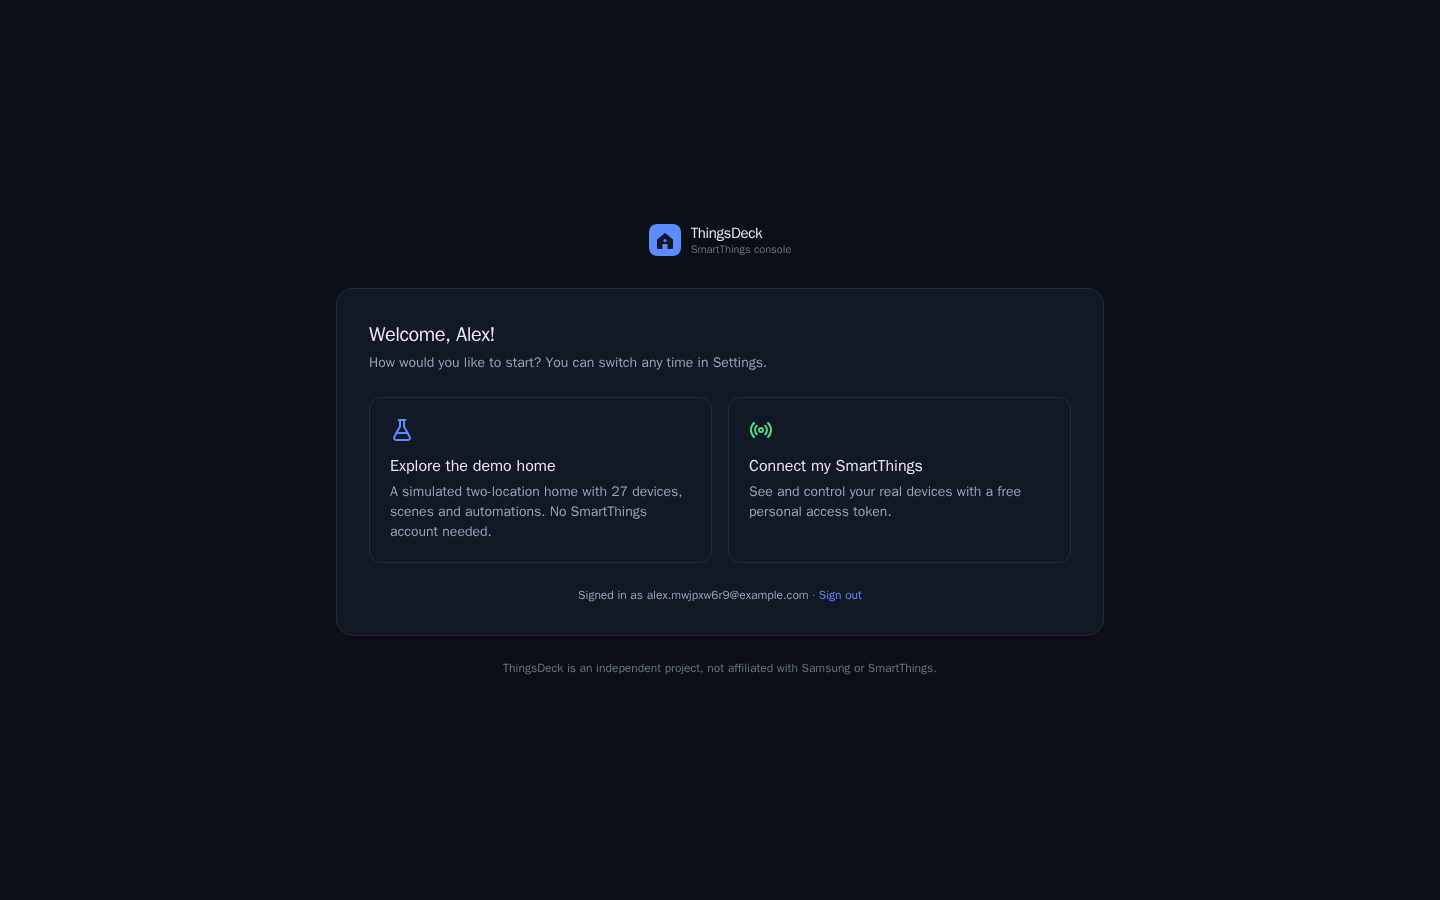 ThingsDeck
SmartThings console
Welcome, Alex!
How would you like to start? You can switch any time in Settings.
Explore the demo home
A simulated two-location home with 27 devices,
scenes and automations. No SmartThings
account needed.
Connect my SmartThings
See and control your real devices with a free
personal access token.
Signed in as alex.mwjpxw6r9@example.com · Sign out
ThingsDeck is an independent project, not affiliated with Samsung or SmartThings.